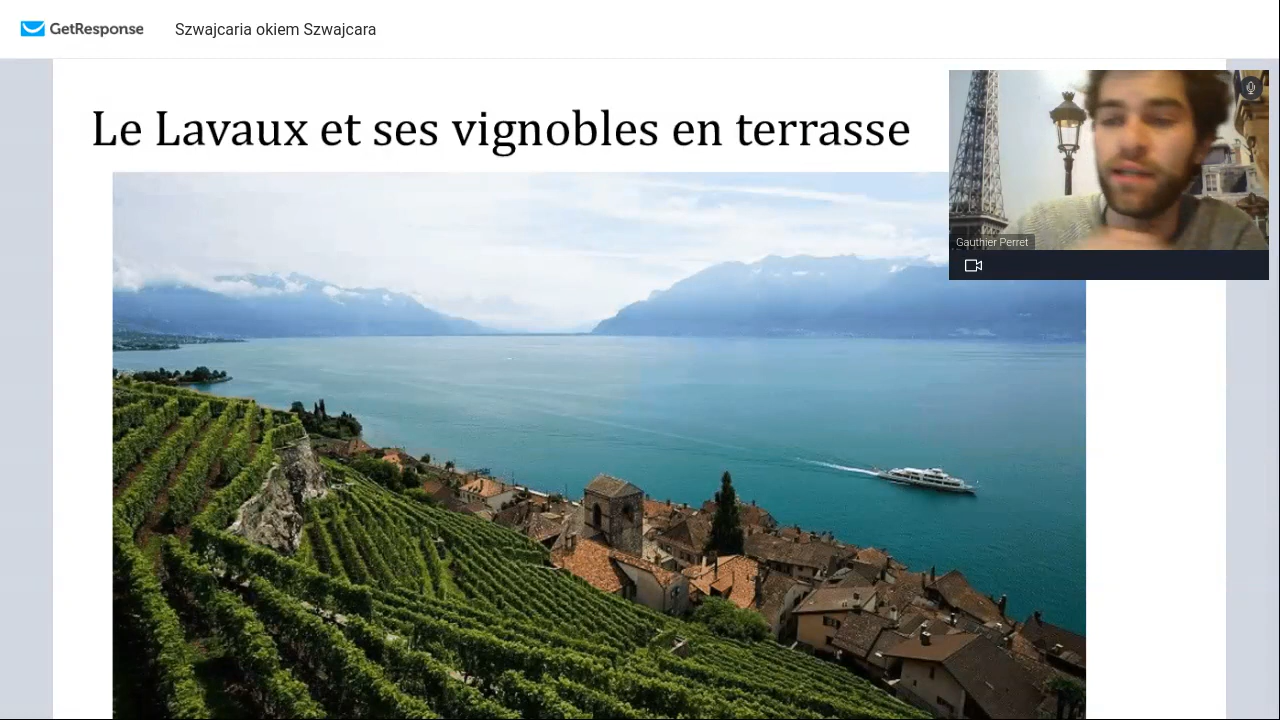 GetResponse
Szwajcaria okiem Szwajcara
Le Lavaux et ses vignobles en terrasse
Gauthier Perret